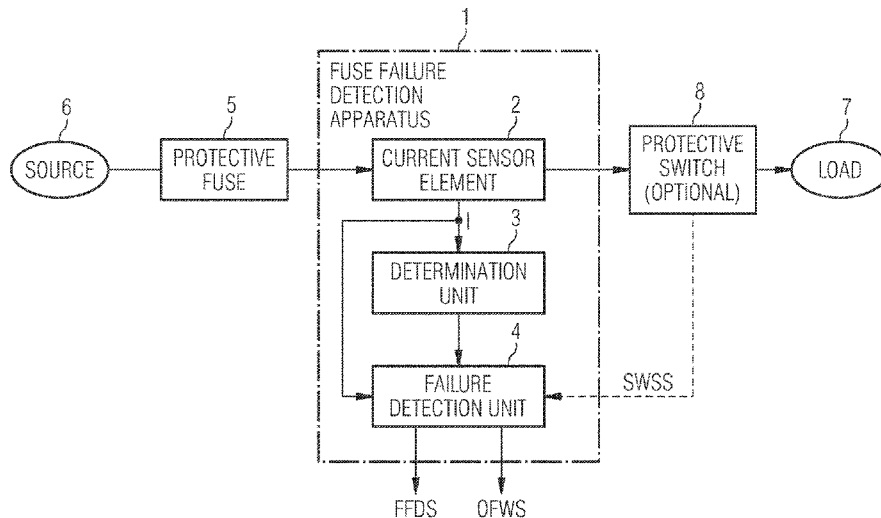 1
FUSE FAILURE
DETECTION
APPARATUS
6
SOURCE
5
PROTECTIVE
FUSE
2
CURRENT SENSOR
ELEMENT
8
PROTECTIVE
SWITCH
(OPTIONAL)
7
LOAD
I
3
DETERMINATION
UNIT
4
FAILURE
DETECTION UNIT
SWSS
FFDS
OFWS